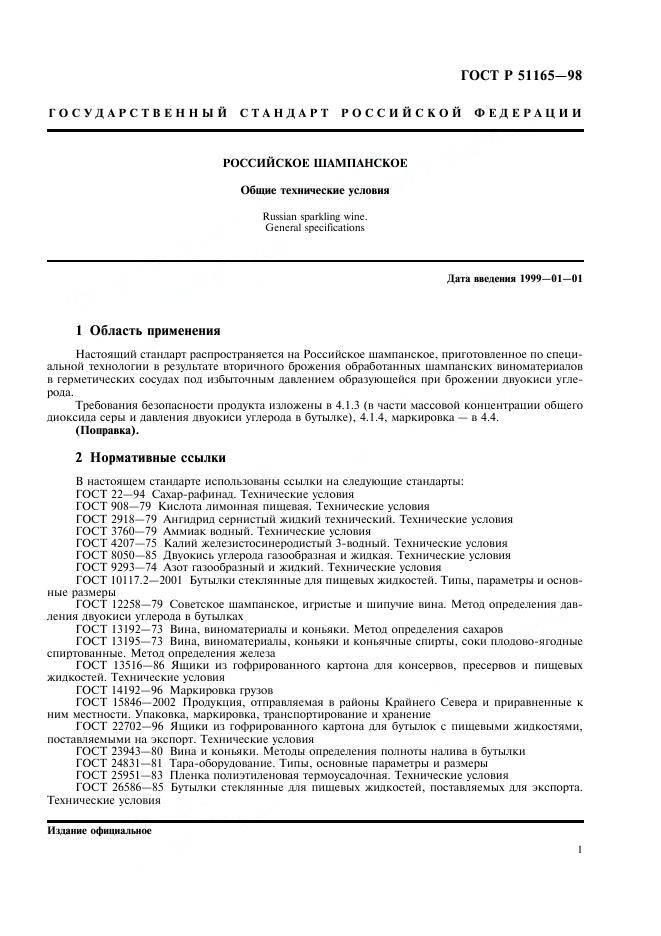 ГОСТ Р 51165—98
ГОСУДАРСТВЕННЫЙ СТАНДАРТ РОССИЙСКОЙ ФЕДЕРАЦИИ
РОССИЙСКОЕ ШАМПАНСКОЕ
Общие технические условия
Russian sparkling wine.
General specifications
Дата введения 1999—01—01
1 Область применения
Настоящий стандарт распространяется на Российское шампанское, приготовленное по специ-
альной технологии в результате вторичного брожения обработанных шампанских виноматериалов
в герметических сосудах под избыточным давлением образующейся при брожении двуокиси угле-
рода.
Требования безопасности продукта изложены в 4.1.3 (в части массовой концентрации общего
диоксида серы и давления двуокиси углерода в бутылке), 4.1.4, маркировка — в 4.4.
(Поправка).
2 Нормативные ссылки
В настоящем стандарте использованы ссылки на следующие стандарты:
ГОСТ 22—94 Сахар-рафинад. Технические условия
ГОСТ 908—79 Кислота лимонная пищевая. Технические условия
ГОСТ 2918—79 Ангидрид сернистый жидкий технический. Технические условия
ГОСТ 3760—79 Аммиак водный. Технические условия
ГОСТ 4207—75 Калий железистосинеродистый 3-водный. Технические условия
ГОСТ 8050—85 Двуокись углерода газообразная и жидкая. Технические условия
ГОСТ 9293—74 Азот газообразный и жидкий. Технические условия
ГОСТ 10117.2—2001 Бутылки стеклянные для пищевых жидкостей. Типы, параметры и основ-
ные размеры
ГОСТ 12258—79 Советское шампанское, игристые и шипучие вина. Метод определения дав-
ления двуокиси углерода в бутылках
ГОСТ 13192—73 Вина, виноматериалы и коньяки. Метод определения сахаров
ГОСТ 13195—73 Вина, виноматериалы, коньяки и коньячные спирты, соки плодово-ягодные
спиртованные. Метод определения железа
ГОСТ 13516—86 Ящики из гофрированного картона для консервов, пресервов и пищевых
жидкостей. Технические условия
ГОСТ 14192—96 Маркировка грузов
ГОСТ 15846—2002 Продукция, отправляемая в районы Крайнего Севера и приравненные к
ним местности. Упаковка, маркировка, транспортирование и хранение
ГОСТ 22702—96 Ящики из гофрированного картона для бутылок с пищевыми жидкостями,
поставляемыми на экспорт. Технические условия
ГОСТ 23943—80 Вина и коньяки. Методы определения полноты налива в бутылки
ГОСТ 24831—81 Тара-оборудование. Типы, основные параметры и размеры
ГОСТ 25951—83 Пленка полиэтиленовая термоусадочная. Технические условия
ГОСТ 26586—85 Бутылки стеклянные для пищевых жидкостей, поставляемых для экспорта.
Технические условия
Издание официальное
1